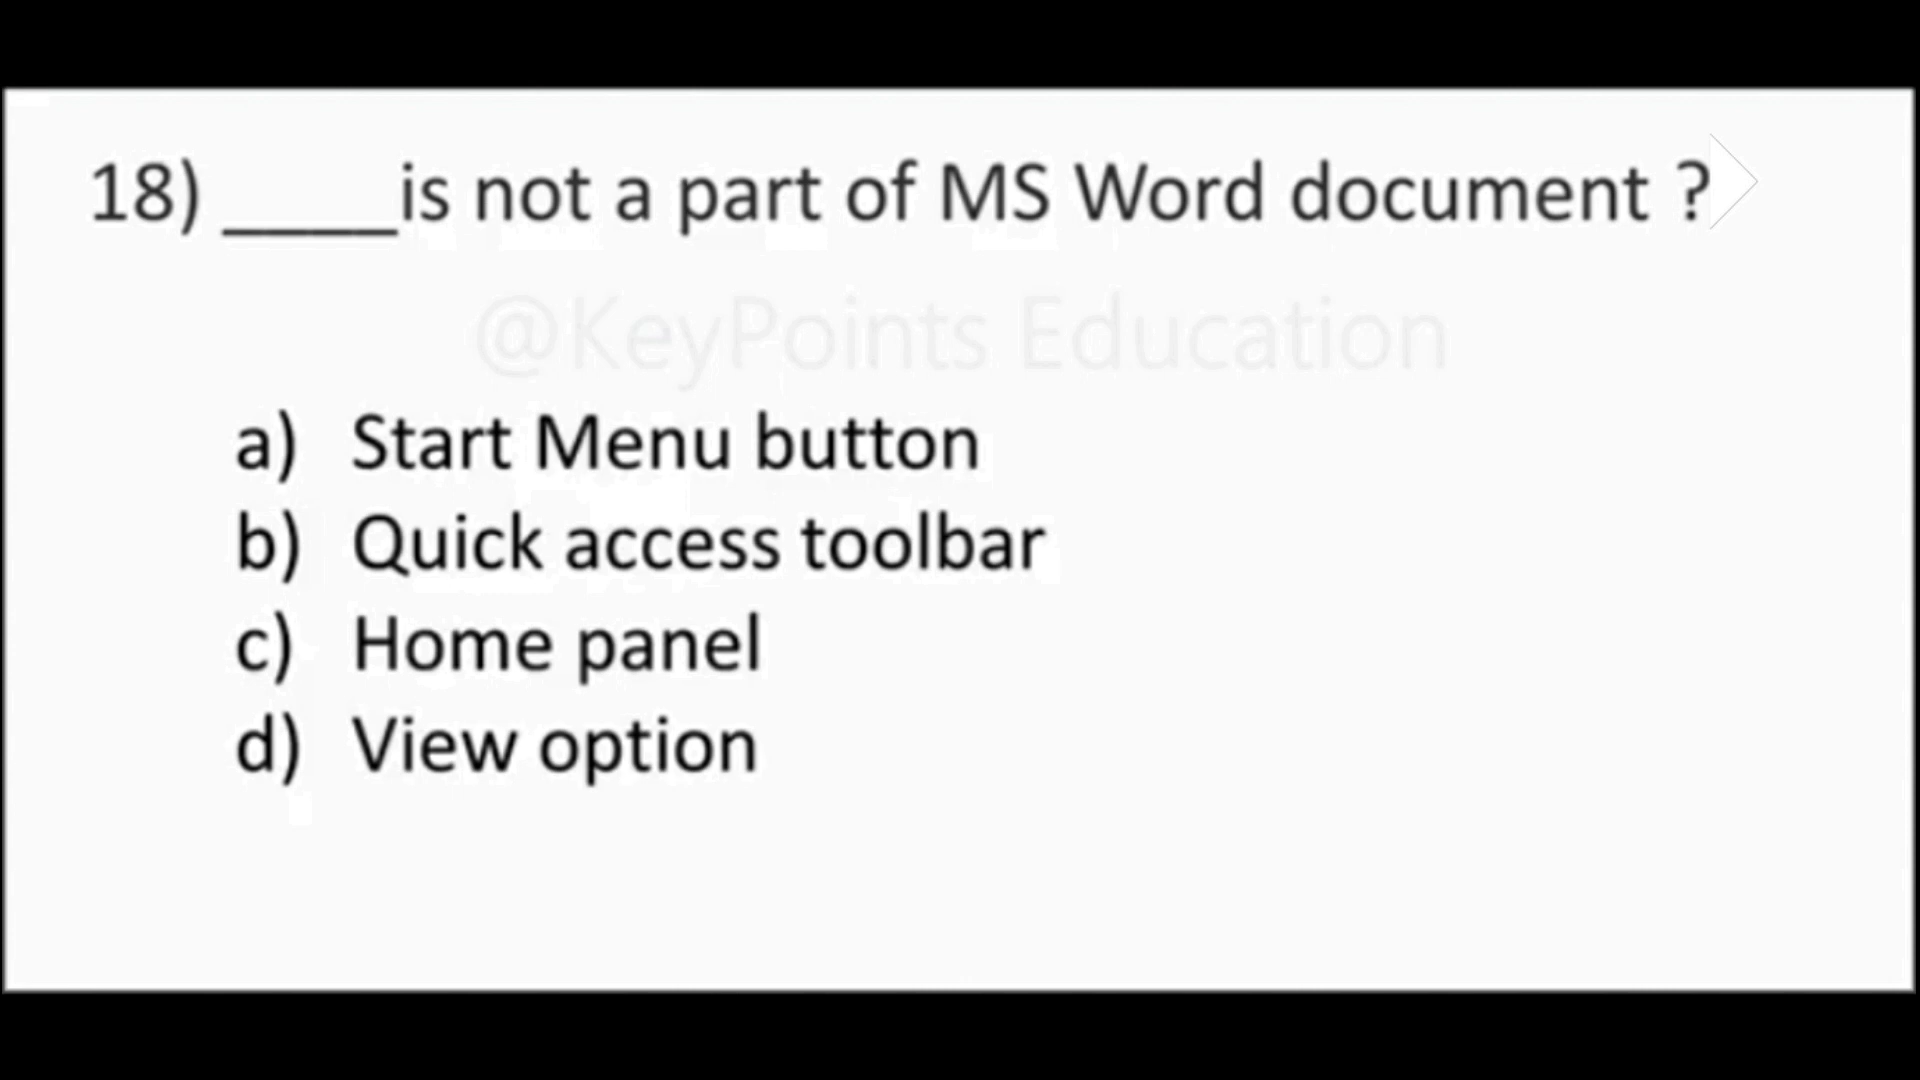 18) ____is not a part of MS Word document ?
@KeyPoints Education
a) Start Menu button
b) Quick access toolbar
c) Home panel
d) View option